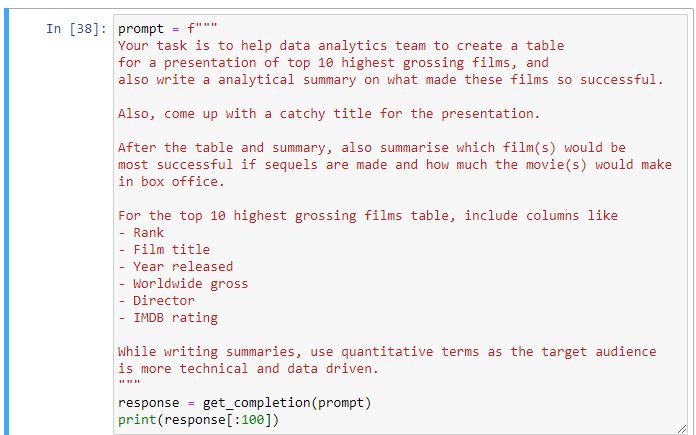 In [38]: prompt = f"""
Your task is to help data analytics team to create a table
for a presentation of top 10 highest grossing films, and
also write a analytical summary on what made these films so successful.
Also, come up with a catchy title for the presentation.
After the table and summary, also summarise which film(s) would be
most successful if sequels are made and how much the movie(s) would make
in box office.
For the top 10 highest grossing films table, include columns like
- Rank
- Film title
- Year released
- Worldwide gross
- Director
- IMDB rating
While writing summaries, use quantitative terms as the target audience
is more technical and data driven.
"""
response = get_completion(prompt)
print(response[:100])